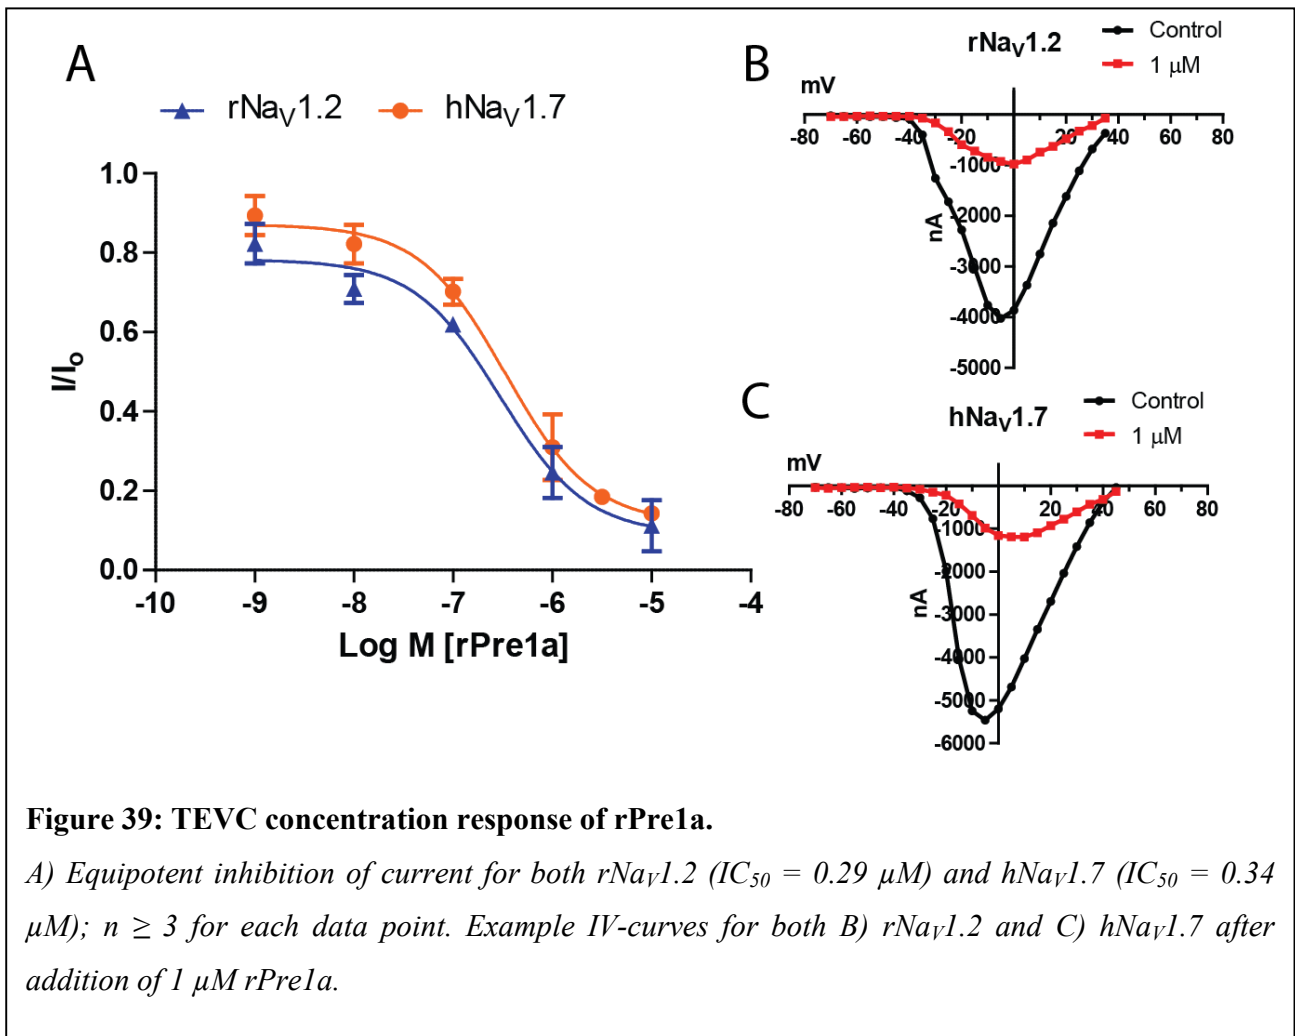 A
rNaV1.2 hNaV1.7
1.0
0.8
0.6
0.4
0.2
0.0
I/Io
-10 -9 -8 -7 -6 -5 -4
Log M [rPre1a]
B
rNaV1.2
Control
1 µM
mV
-80 -60 -40 -20 20 40 60 80
-1000
-2000
-3000
-4000
-5000
nA
C
hNaV1.7
Control
1 µM
mV
-80 -60 -40 -20 20 40 60 80
-1000
-2000
-3000
-4000
-5000
-6000
nA
Figure 39: TEVC concentration response of rPre1a.
A) Equipotent inhibition of current for both rNaV1.2 (IC50 = 0.29 µM) and hNaV1.7 (IC50 = 0.34
µM); n ≥ 3 for each data point. Example IV-curves for both B) rNaV1.2 and C) hNaV1.7 after
addition of 1 µM rPre1a.